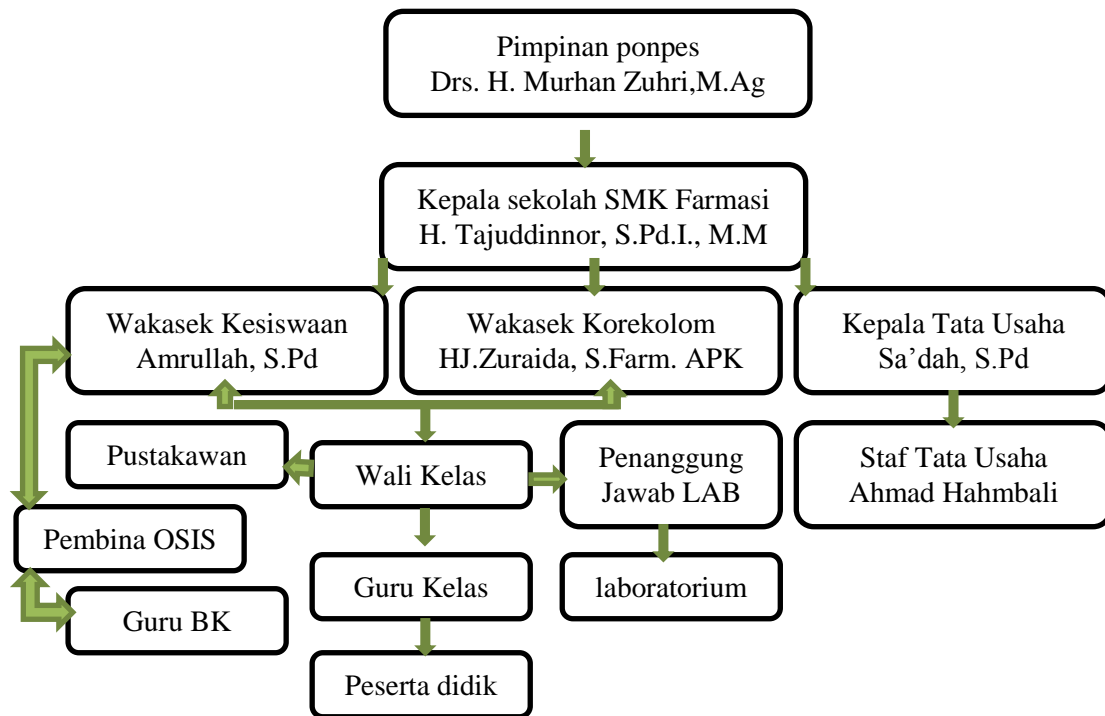 Pimpinan ponpes
Drs. H. Murhan Zuhri,M.Ag
Kepala sekolah SMK Farmasi
H. Tajuddinnor, S.Pd.I., M.M
Wakasek Kesiswaan
Amrullah, S.Pd
Wakasek Korekolom
HJ.Zuraida, S.Farm. APK
Kepala Tata Usaha
Sa’dah, S.Pd
Pustakawan
Wali Kelas
Penanggung
Jawab LAB
Staf Tata Usaha
Ahmad Hahmbali
Pembina OSIS
Guru Kelas
laboratorium
Guru BK
Peserta didik